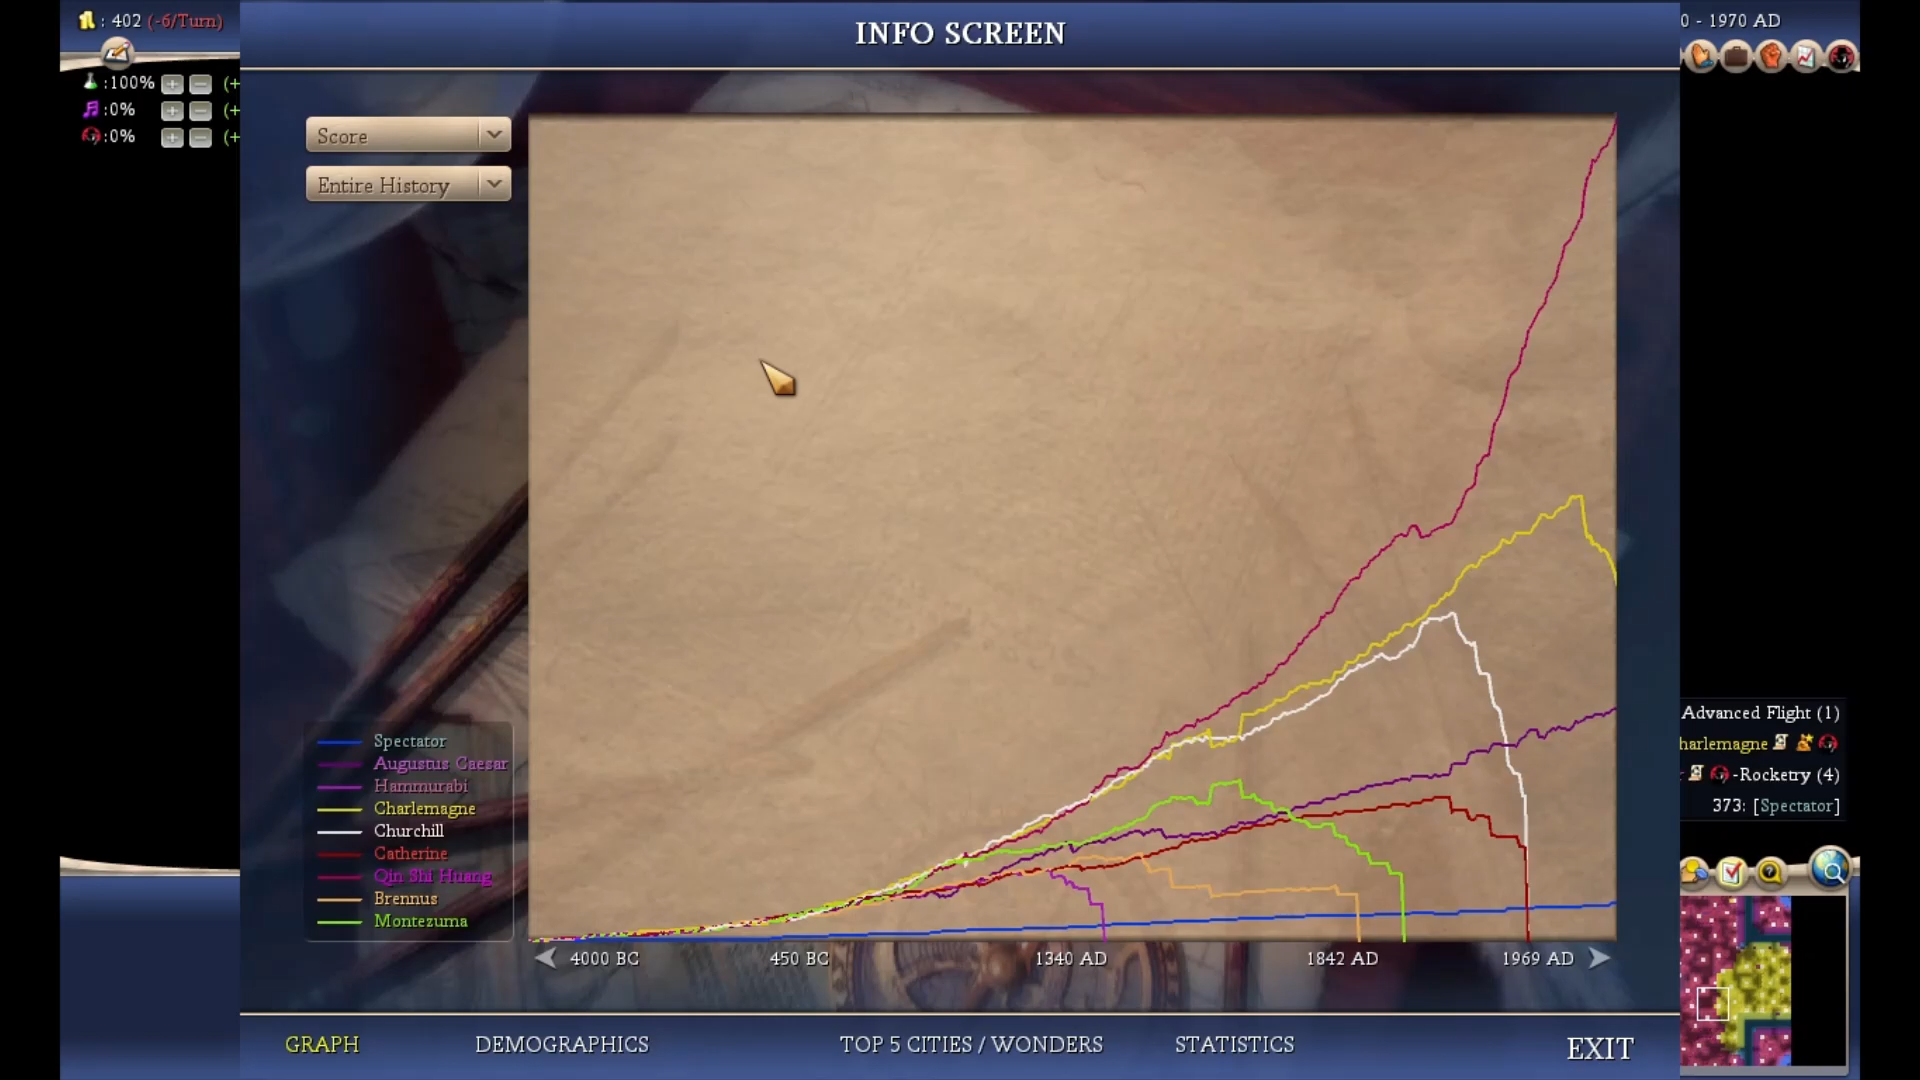 : 402 (-6/Turn)
INFO SCREEN
0 - 1970 AD
:100%
(+
:0%
(+
:0%
(+
Score
Entire History
Spectator
Augustus Caesar
Hammurabi
Charlemagne
Churchill
Catherine
Qin Shi Huang
Brennus
Montezuma
4000 BC
450 BC
1340 AD
1842 AD
1969 AD
Advanced Flight (1)
harlemagne
-Rocketry (4)
373: [Spectator]
GRAPH
DEMOGRAPHICS
TOP 5 CITIES / WONDERS
STATISTICS
EXIT